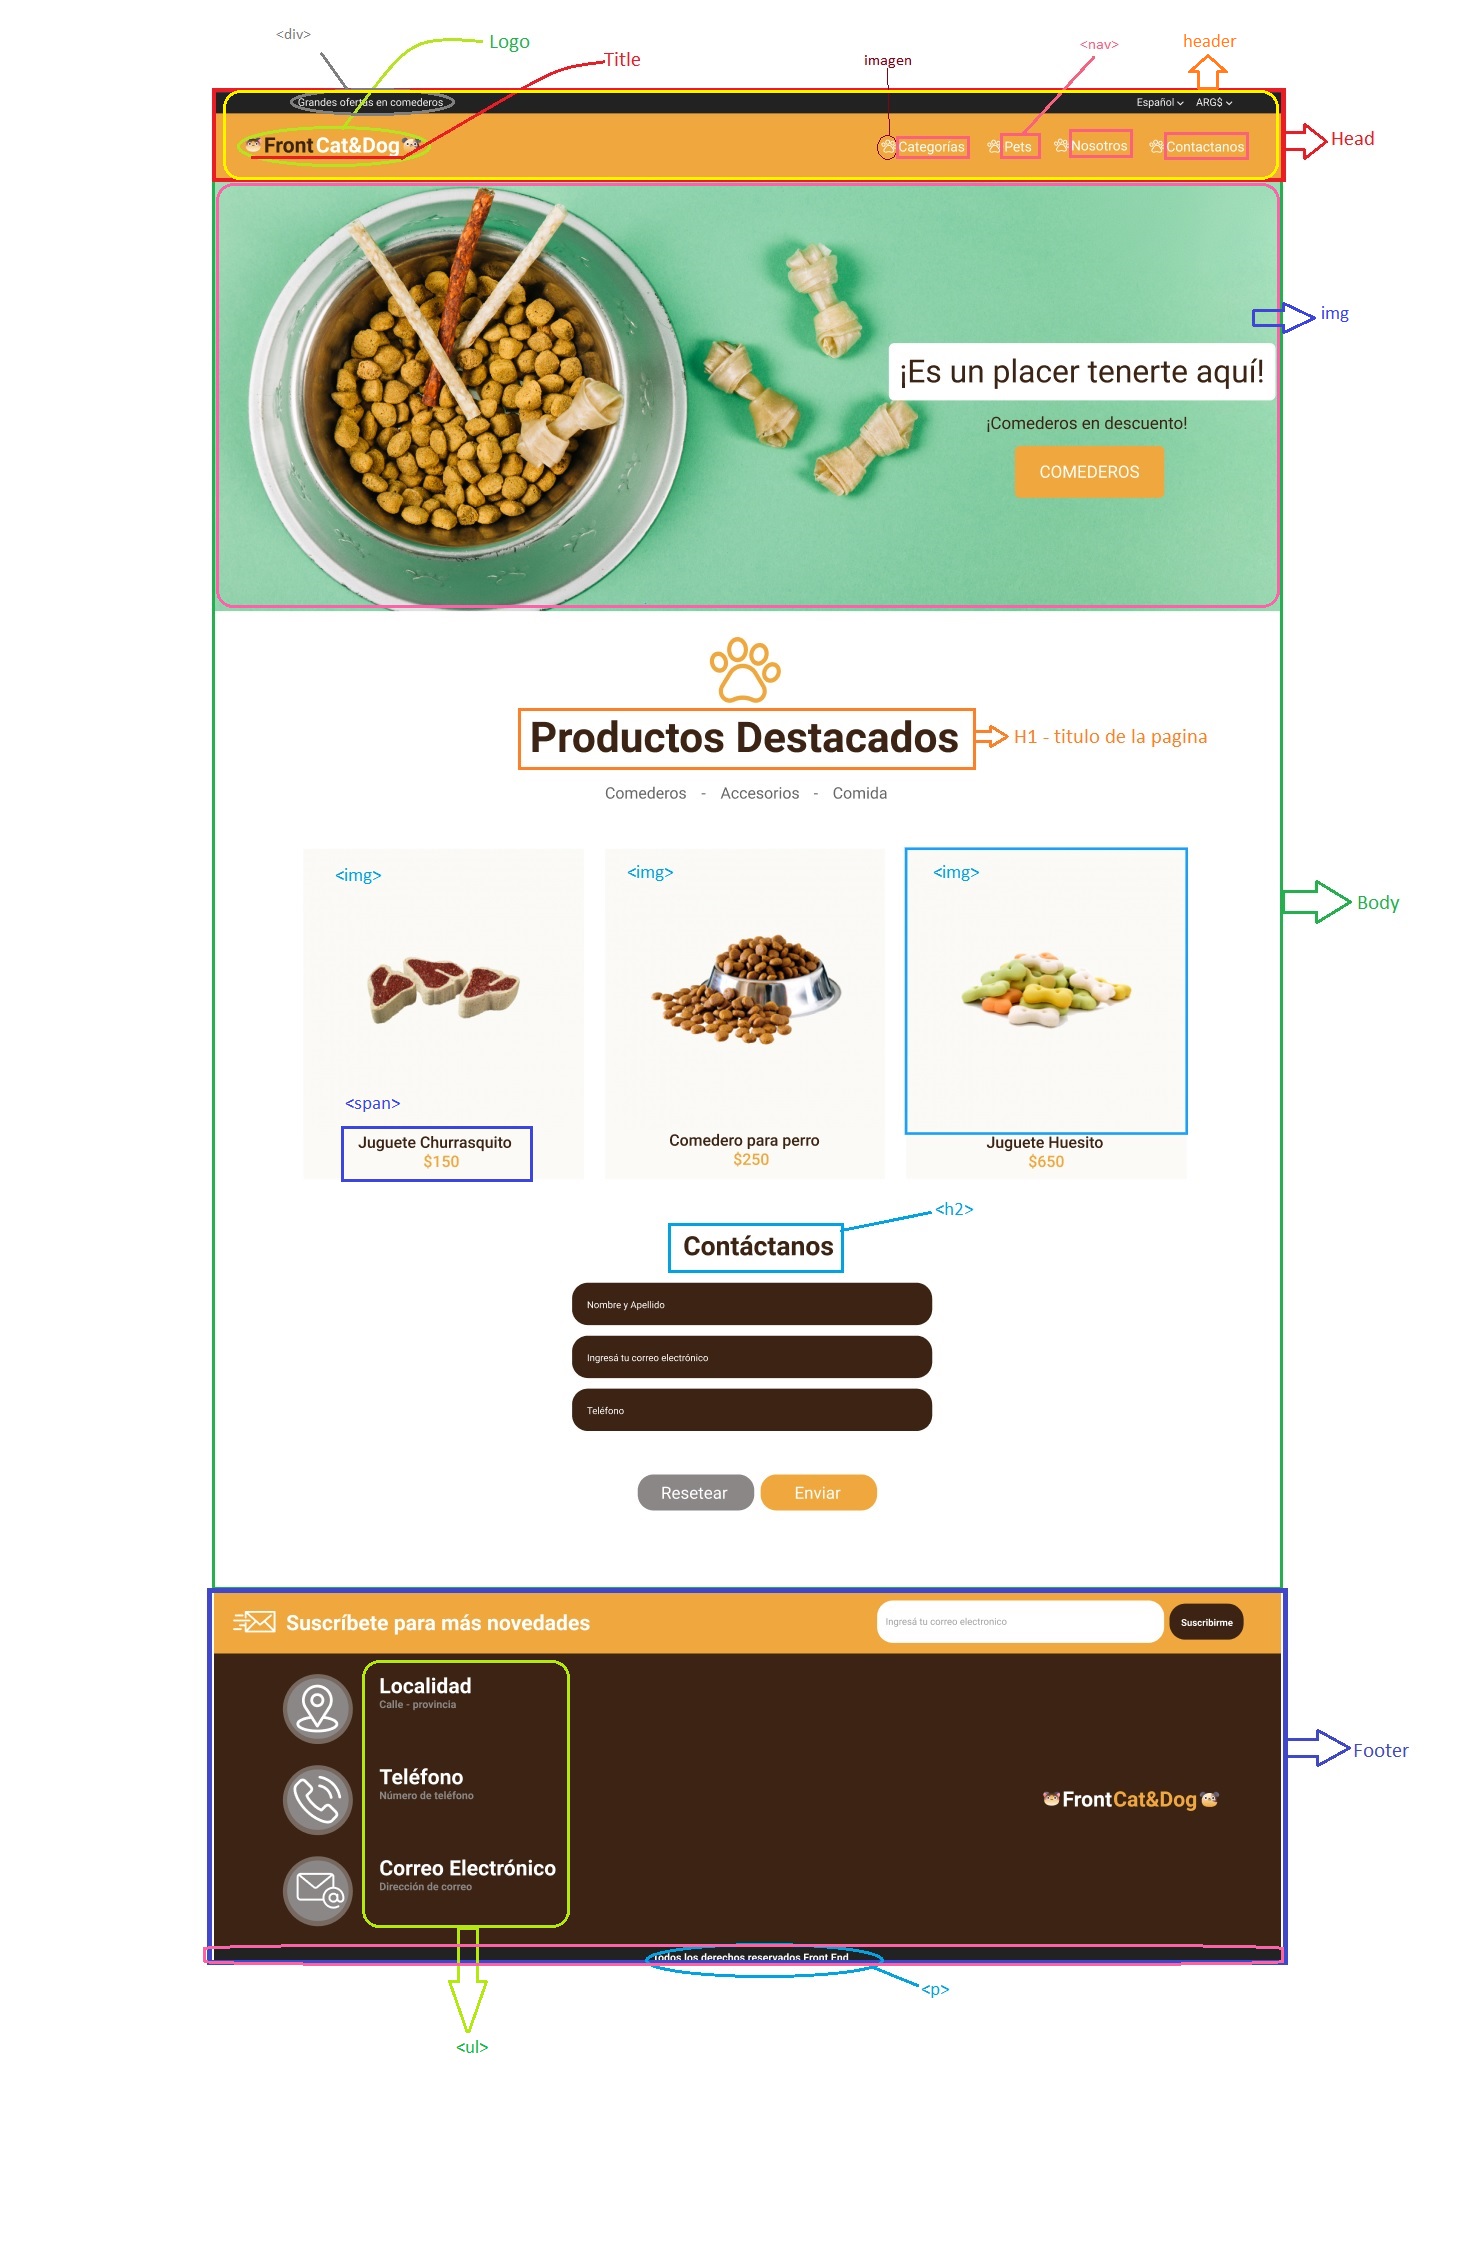 <div>
Logo
Title
imagen
<nav>
header
Grandes ofertas en comederos
Español
ARG$
FrontCat&Dog
Categorías
Pets
Nosotros
Contactanos
Head
img
¡Es un placer tenerte aquí!
¡Comederos en descuento!
COMEDEROS
Productos Destacados
H1 - titulo de la pagina
Comederos - Accesorios - Comida
<img>
<img>
<img>
Body
<span>
Juguete Churrasquito
$150
Comedero para perro
$250
Juguete Huesito
$650
<h2>
Contáctanos
Nombre y Apellido
Ingresá tu correo electrónico
Teléfono
Resetear
Enviar
Suscríbete para más novedades
Ingresá tu correo electronico
Suscribirme
Localidad
Calle - provincia
Teléfono
Número de teléfono
Footer
FrontCat&Dog
Correo Electrónico
Dirección de correo
Todos los derechos reservados Front End
<p>
<ul>